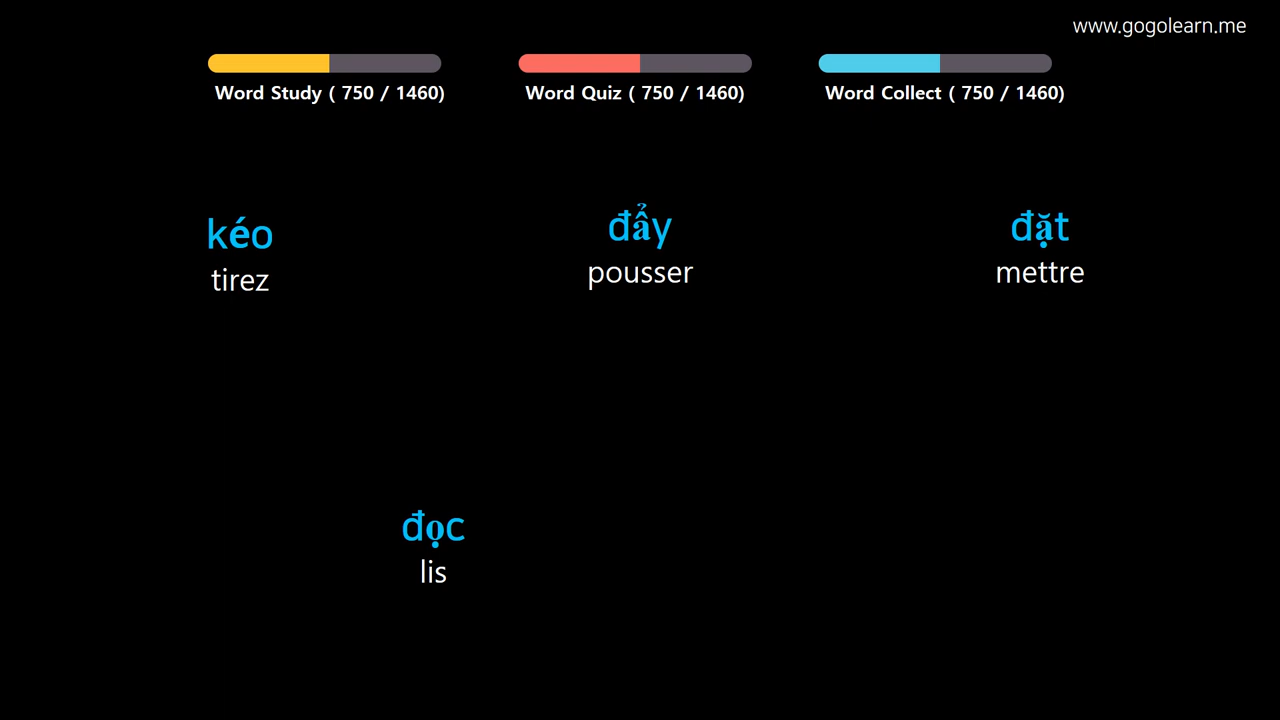 www.gogolearn.me
Word Study ( 750 / 1460)
Word Quiz ( 750 / 1460)
Word Collect ( 750 / 1460)
kéo
tirez
đẩy
pousser
đặt
mettre
đọc
lis